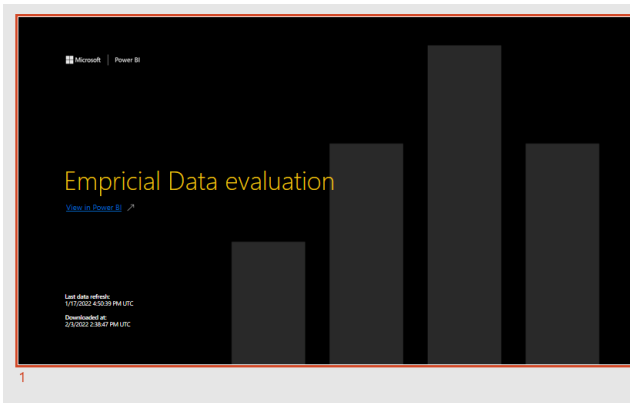 Microsoft | Power BI
Empricial Data evaluation
View in Power BI ↗
Last data refresh:
1/17/2022 4:50:39 PM UTC
Downloaded at:
2/3/2022 2:38:47 PM UTC
1